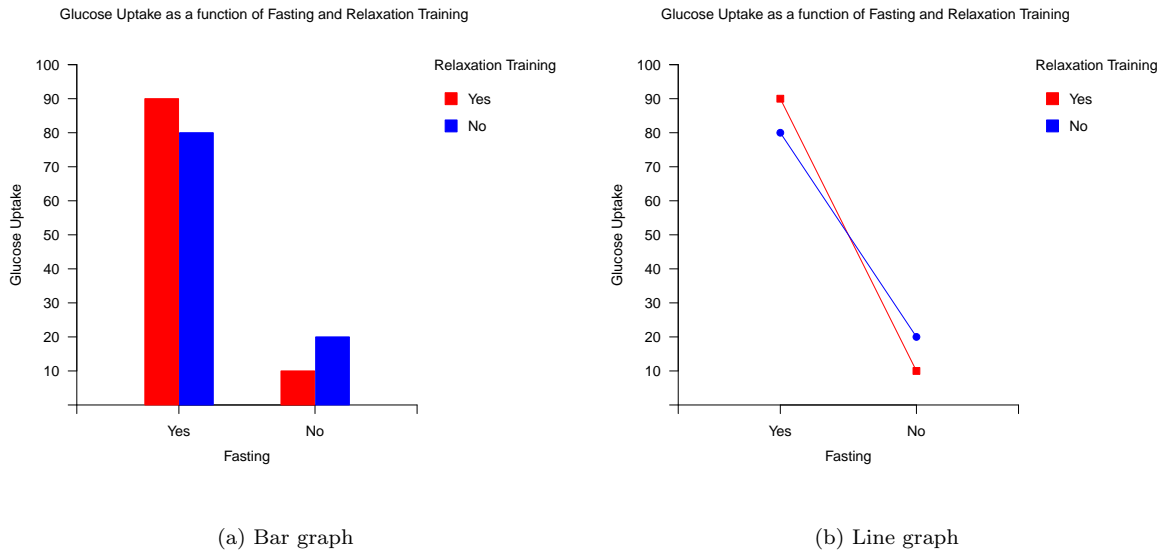 Glucose Uptake as a function of Fasting and Relaxation Training
Relaxation Training
Yes
No
100
90
80
70
60
50
40
30
20
10
Glucose Uptake
Yes No
Fasting
(a) Bar graph
Glucose Uptake as a function of Fasting and Relaxation Training
Relaxation Training
Yes
No
100
90
80
70
60
50
40
30
20
10
Glucose Uptake
Yes No
Fasting
(b) Line graph